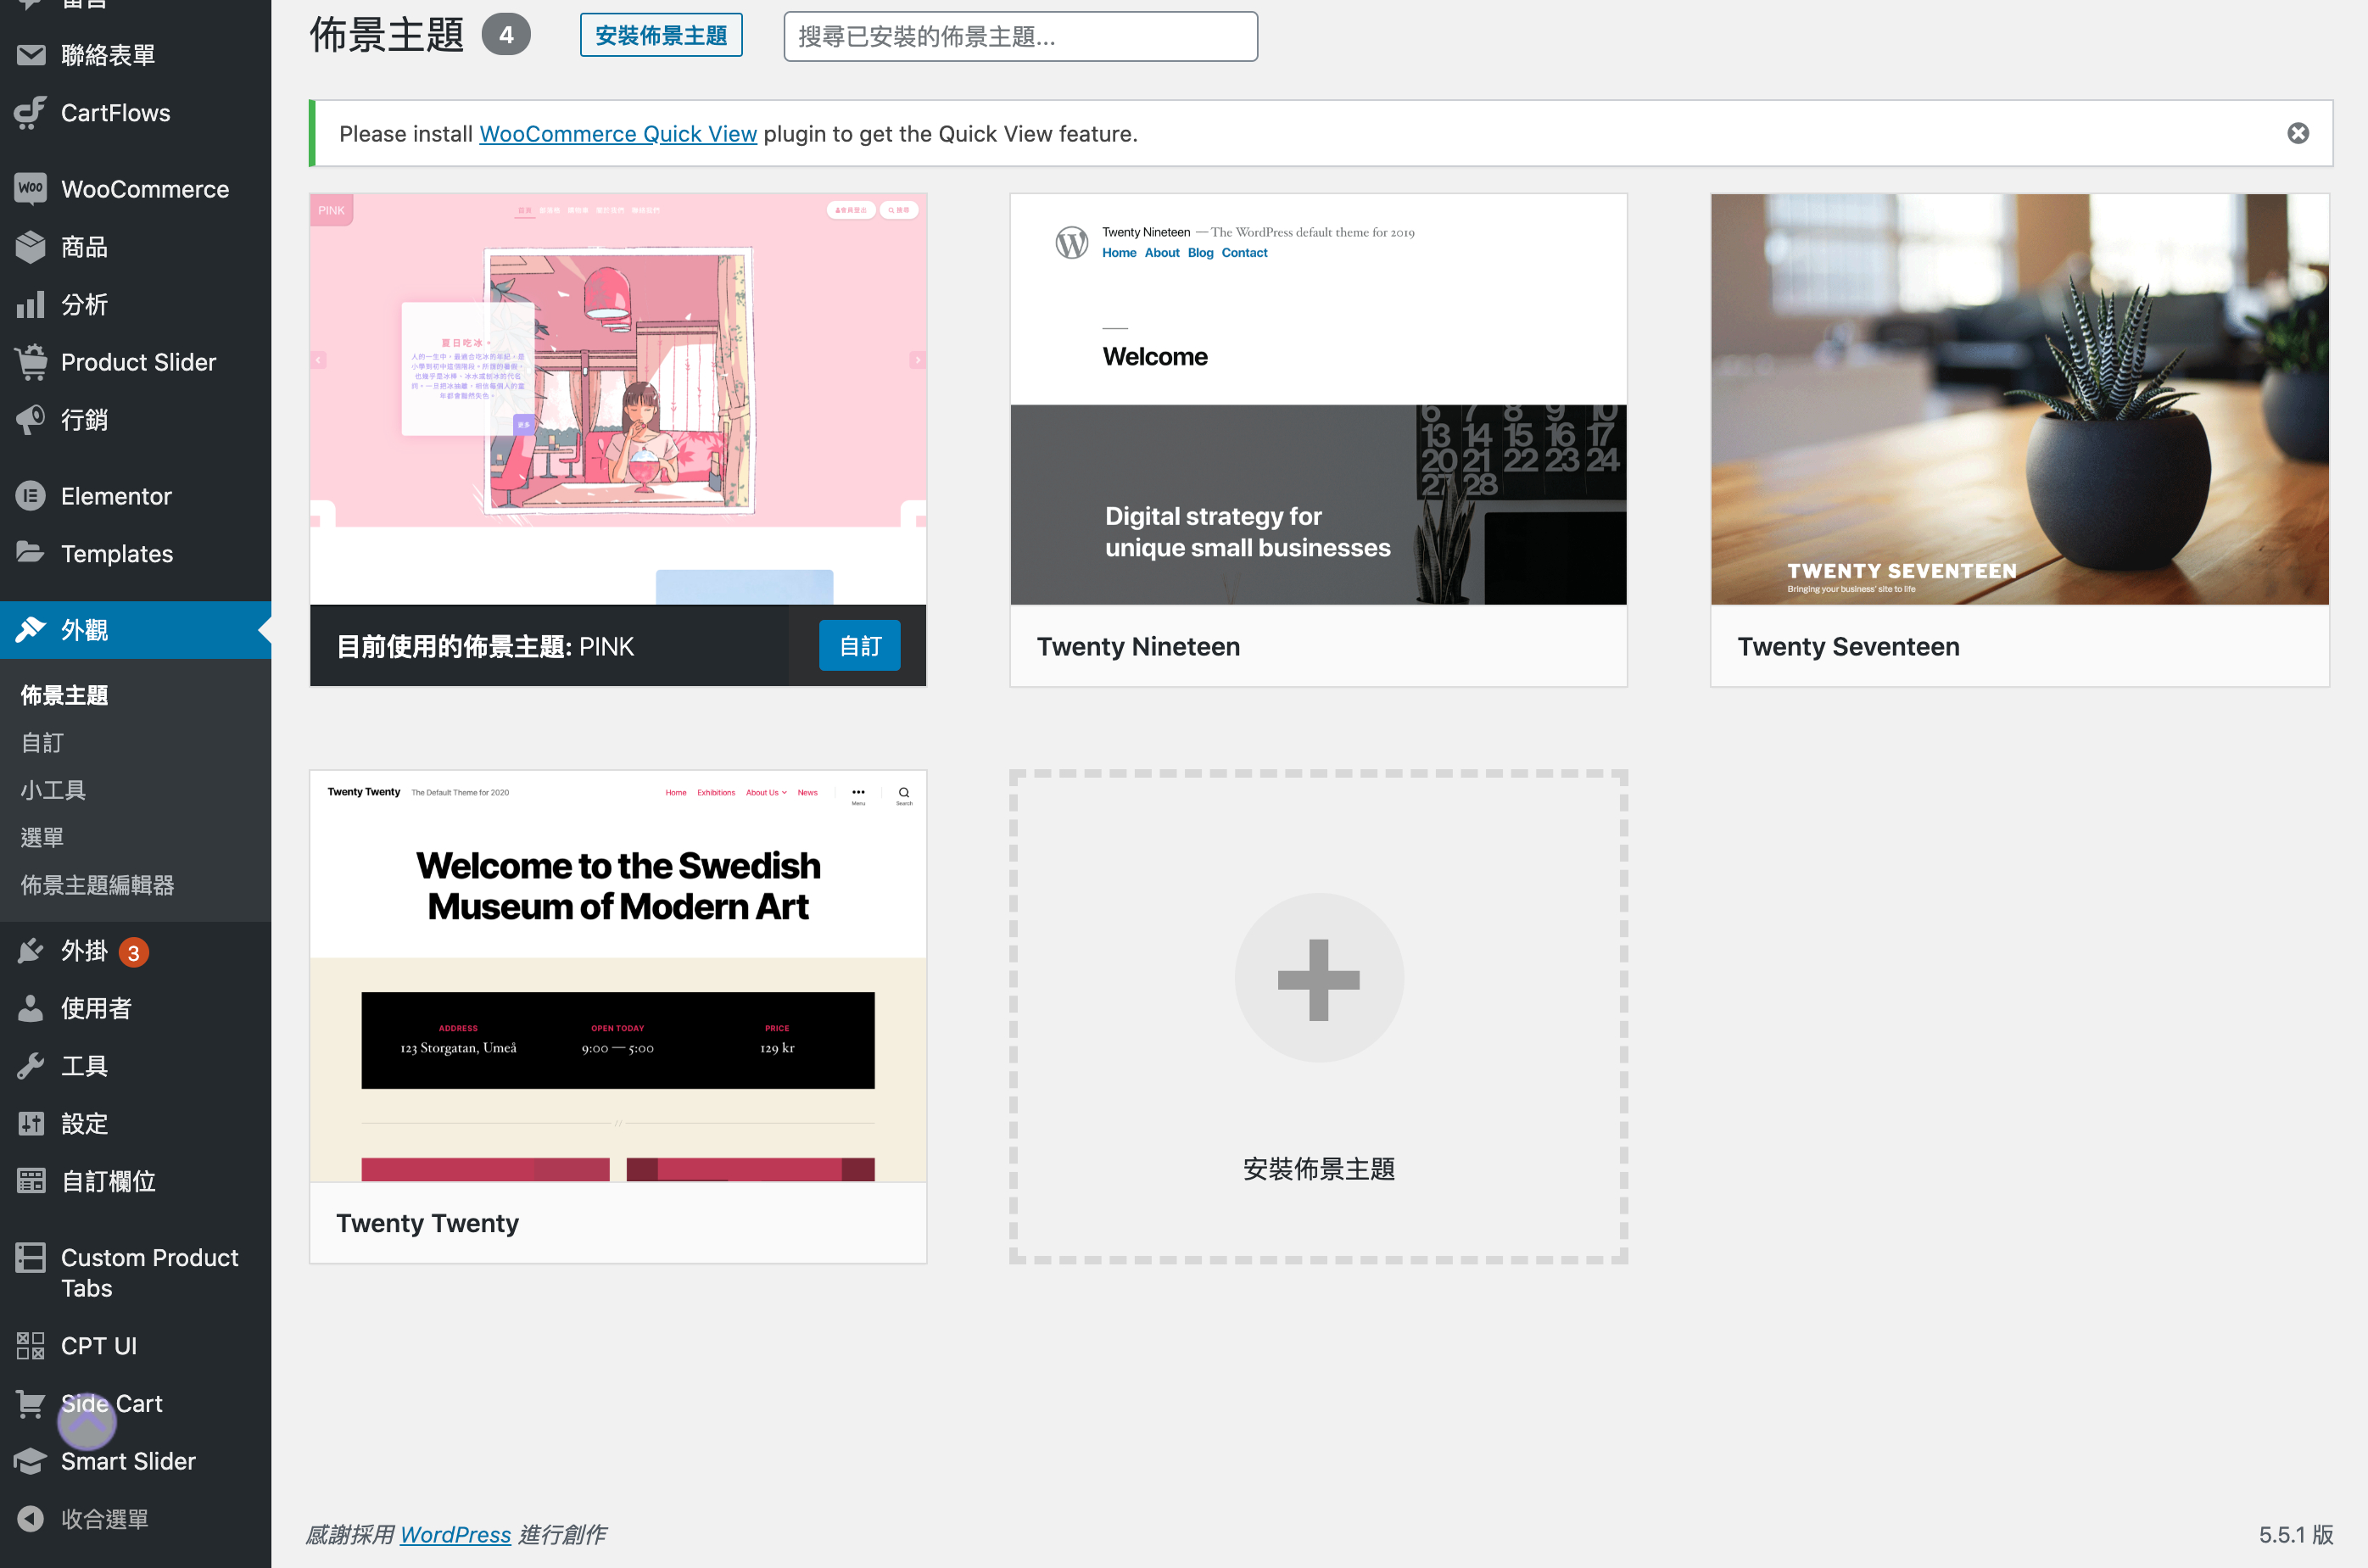 留言
聯絡表單
CartFlows
WooCommerce
商品
分析
Product Slider
行銷
Elementor
Templates
外觀
佈景主題
自訂
小工具
選單
佈景主題編輯器
外掛 3
使用者
工具
設定
自訂欄位
Custom Product
Tabs
CPT UI
Side Cart
Smart Slider
收合選單
佈景主題 4 安裝佈景主題 搜尋已安裝的佈景主題...
Please install WooCommerce Quick View plugin to get the Quick View feature.
PINK
夏日吃冰。
更多
目前使用的佈景主題: PINK 自訂
Twenty Nineteen — The WordPress default theme for 2019
Home About Blog Contact
Welcome
6 7 8 9 10
13 14 15 16 17
20 21 22 23 24
27 28
Digital strategy for
unique small businesses
Twenty Nineteen
TWENTY SEVENTEEN
Bringing your business' site to life
Twenty Seventeen
Twenty Twenty The Default Theme for 2020 Home Exhibitions About Us News Menu Search
Welcome to the Swedish
Museum of Modern Art
ADDRESS OPEN TODAY PRICE
123 Storgatan, Umeå 9:00 — 5:00 129 kr
Twenty Twenty
安裝佈景主題
感謝採用 WordPress 進行創作
5.5.1 版